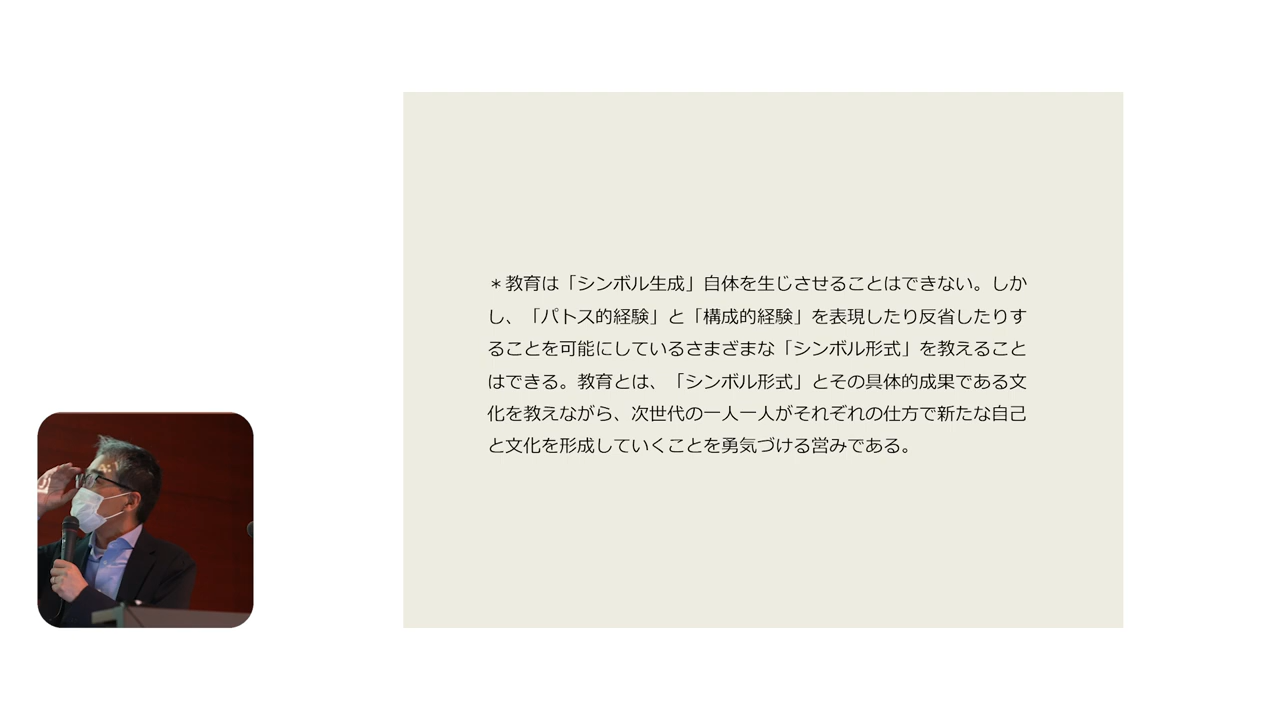 ＊教育は「シンボル生成」自体を生じさせることはできない。しか
し、「パトス的経験」と「構成的経験」を表現したり反省したりす
ることを可能にしているさまざまな「シンボル形式」を教えること
はできる。教育とは、「シンボル形式」とその具体的成果である文
化を教えながら、次世代の一人一人がそれぞれの仕方で新たな自己
と文化を形成していくことを勇気づける営みである。